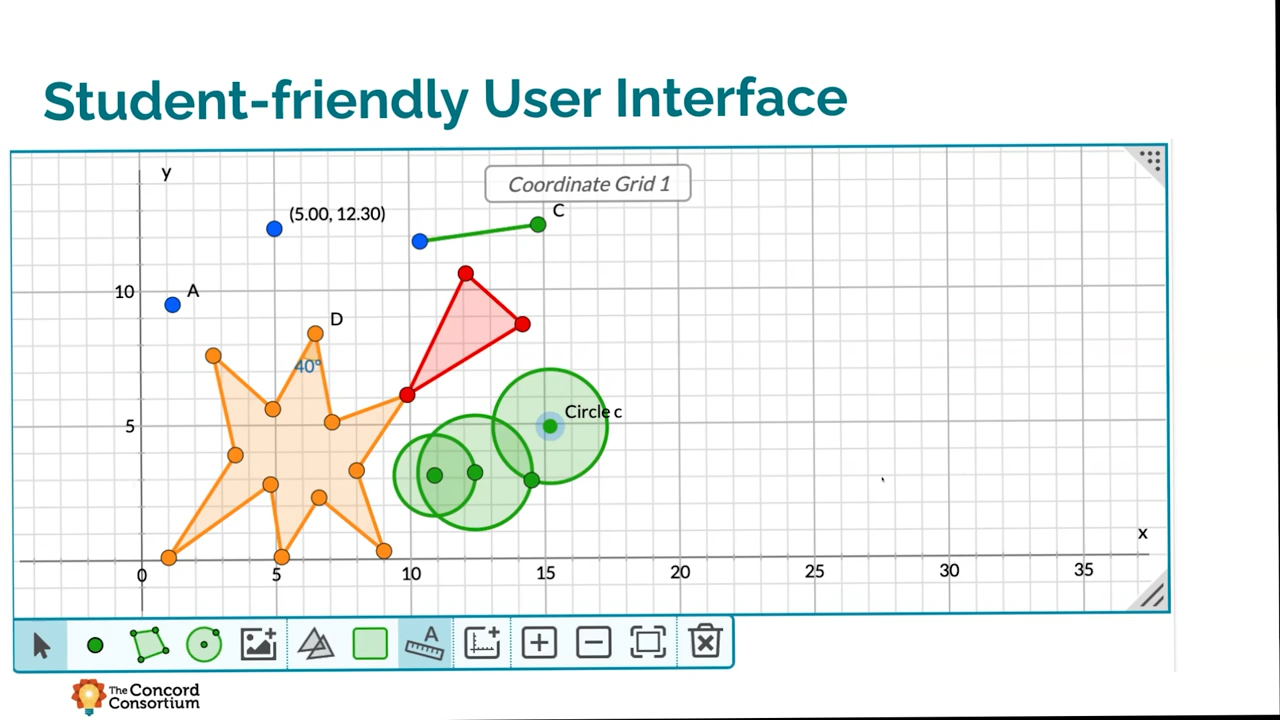 Student-friendly User Interface
y
Coordinate Grid 1
(5.00, 12.30)
C
10
A
D
40°
Circle c
5
x
0
5
10
15
20
25
30
35
A
The Concord
Consortium